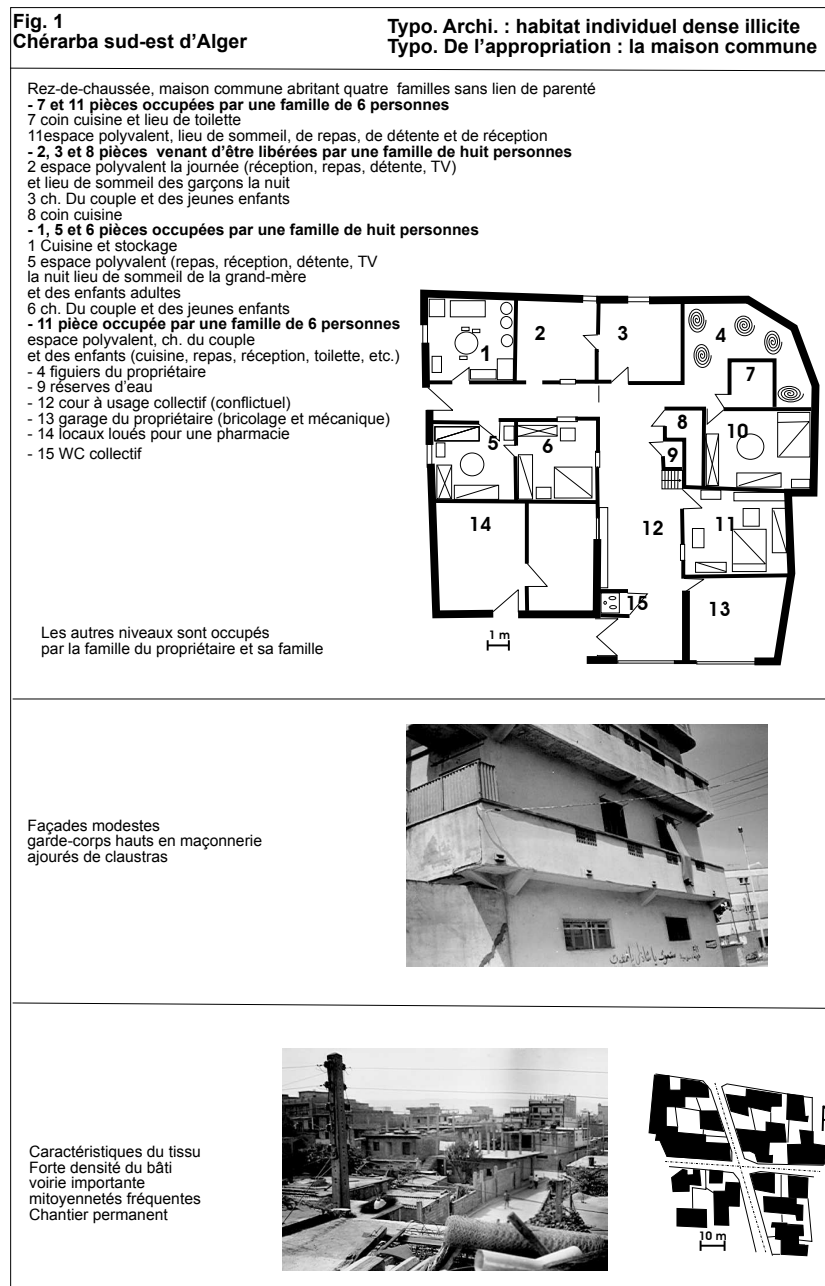 Fig. 1
Chérarba sud-est d'Alger
Typo. Archi. : habitat individuel dense illicite
Typo. De l'appropriation : la maison commune
Rez-de-chaussée, maison commune abritant quatre familles sans lien de parenté
- 7 et 11 pièces occupées par une famille de 6 personnes
7 coin cuisine et lieu de toilette
11espace polyvalent, lieu de sommeil, de repas, de détente et de réception
- 2, 3 et 8 pièces venant d'être libérées par une famille de huit personnes
2 espace polyvalent la journée (réception, repas, détente, TV)
et lieu de sommeil des garçons la nuit
3 ch. Du couple et des jeunes enfants
8 coin cuisine
- 1, 5 et 6 pièces occupées par une famille de huit personnes
1 Cuisine et stockage
5 espace polyvalent (repas, réception, détente, TV
la nuit lieu de sommeil de la grand-mère
et des enfants adultes
6 ch. Du couple et des jeunes enfants
- 11 pièce occupée par une famille de 6 personnes
espace polyvalent, ch. du couple
et des enfants (cuisine, repas, réception, toilette, etc.)
- 4 figuiers du propriétaire
- 9 réserves d'eau
- 12 cour à usage collectif (conflictuel)
- 13 garage du propriétaire (bricolage et mécanique)
- 14 locaux loués pour une pharmacie
- 15 WC collectif
1
2
3
4
7
5
6
8
9
10
14
12
11
15
13
1 m
Les autres niveaux sont occupés
par la famille du propriétaire et sa famille
Façades modestes
garde-corps hauts en maçonnerie
ajourés de claustras
Caractéristiques du tissu
Forte densité du bâti
voirie importante
mitoyennetés fréquentes
Chantier permanent
10 m